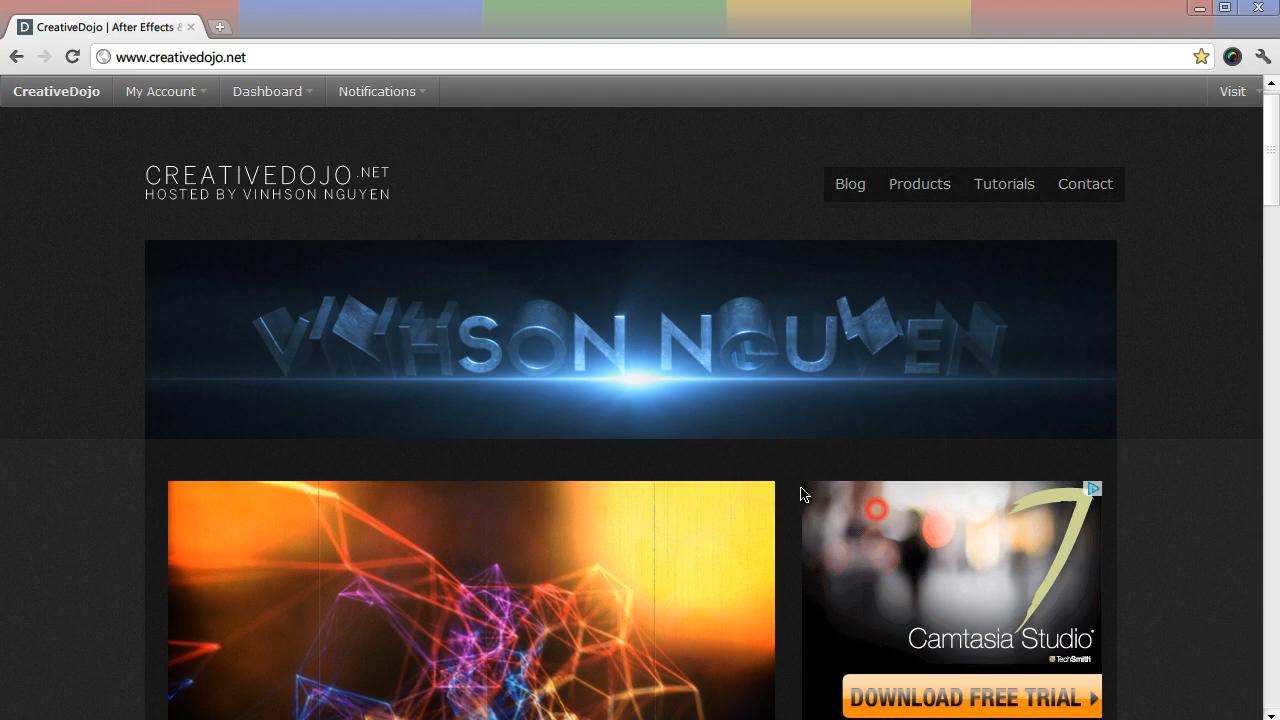 CreativeDojo | After Effects &
www.creativedojo.net
CreativeDojo My Account Dashboard Notifications Visit
CREATIVEDOJO.NET
HOSTED BY VINHSON NGUYEN
Blog Products Tutorials Contact
VINHSON NGUYEN
7
Camtasia Studio
TechSmith
DOWNLOAD FREE TRIAL